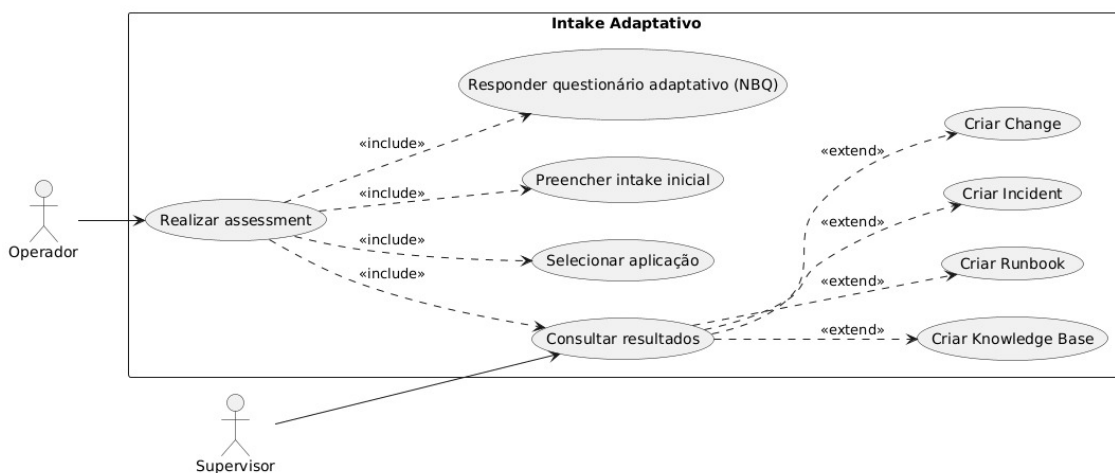 Intake Adaptativo
Responder questionário adaptativo (NBQ)
Criar Change
«include»
«extend»
Preencher intake inicial
«include»
Criar Incident
Realizar assessment
«extend»
Operador
«include»
Selecionar aplicação
Criar Runbook
«include»
«extend»
Consultar resultados
«extend»
Criar Knowledge Base
Supervisor